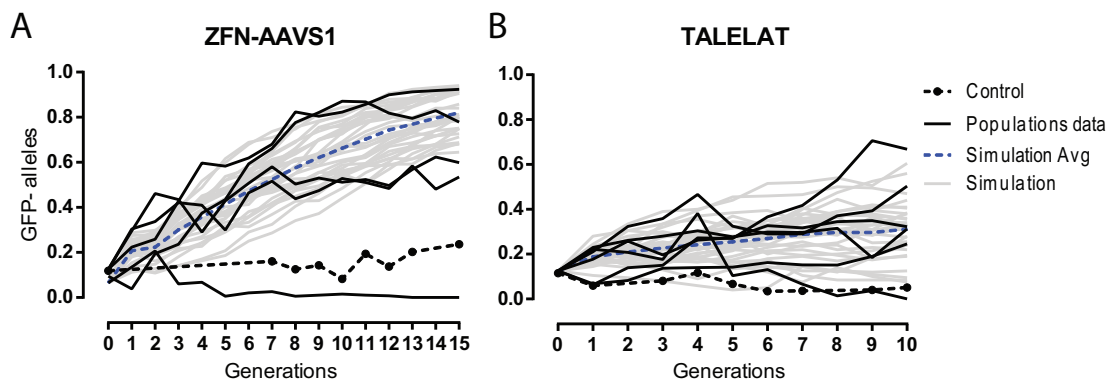 A
ZFN-AAVS1
B
TALELAT
GFP- alleles
1.0
0.8
0.6
0.4
0.2
0.0
0 1 2 3 4 5 6 7 8 9 10 11 12 13 14 15
Generations
1.0
0.8
0.6
0.4
0.2
0.0
0 1 2 3 4 5 6 7 8 9 10
Generations
Control
Populations data
Simulation Avg
Simulation